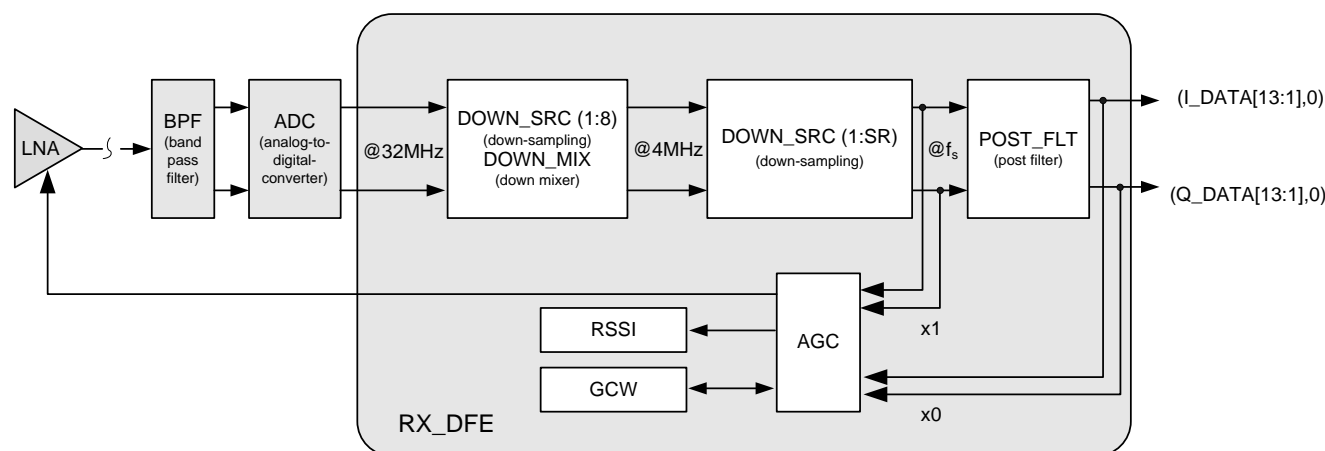 LNA
BPF
(band
pass
filter)
ADC
(analog-to-
digital-
converter)
@32MHz
DOWN_SRC (1:8)
(down-sampling)
DOWN_MIX
(down mixer)
@4MHz
DOWN_SRC (1:SR)
(down-sampling)
@fs
POST_FLT
(post filter)
(I_DATA[13:1],0)
(Q_DATA[13:1],0)
RSSI
GCW
AGC
x1
x0
RX_DFE